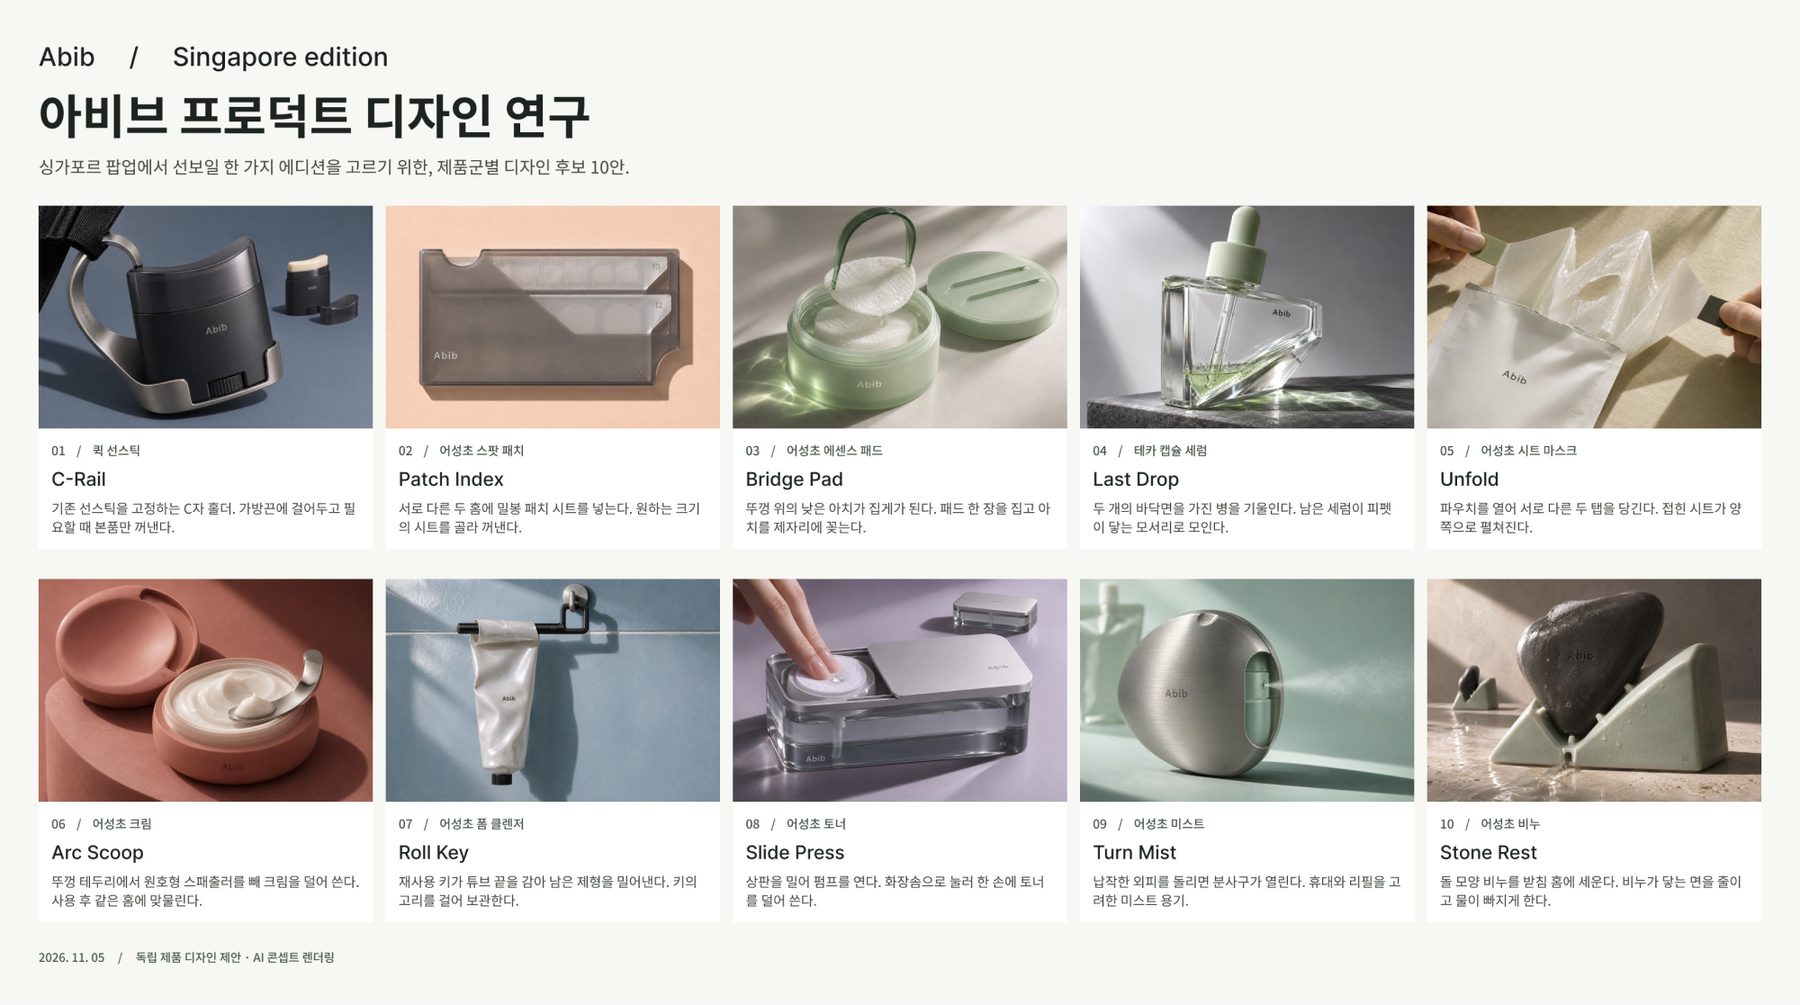 Abib / Singapore edition
아비브 프로덕트 디자인 연구
싱가포르 팝업에서 선보일 한 가지 에디션을 고르기 위한, 제품군별 디자인 후보 10안.
Abib
Abib
10
12
Abib
Abib
Abib
Abib
01 / 퀵 선스틱
C-Rail
기존 선스틱을 고정하는 C자 홀더. 가방끈에 걸어두고 필
요할 때 본품만 꺼낸다.
02 / 어성초 스팟 패치
Patch Index
서로 다른 두 홈에 밀봉 패치 시트를 넣는다. 원하는 크기
의 시트를 골라 꺼낸다.
03 / 어성초 에센스 패드
Bridge Pad
뚜껑 위의 낮은 아치가 집게가 된다. 패드 한 장을 집고 아
치를 제자리에 꽂는다.
04 / 테카 캡슐 세럼
Last Drop
두 개의 바닥면을 가진 병을 기울인다. 남은 세럼이 피펫
이 닿는 모서리로 모인다.
05 / 어성초 시트 마스크
Unfold
파우치를 열어 서로 다른 두 탭을 당긴다. 접힌 시트가 양
쪽으로 펼쳐진다.
Abib
Abib
Abib
Abib
Abib
Abib
06 / 어성초 크림
Arc Scoop
뚜껑 테두리에서 원호형 스패출러를 빼 크림을 덜어 쓴다.
사용 후 같은 홈에 맞물린다.
07 / 어성초 폼 클렌저
Roll Key
재사용 키가 튜브 끝을 감아 남은 제형을 밀어낸다. 키의
고리를 걸어 보관한다.
08 / 어성초 토너
Slide Press
상판을 밀어 펌프를 연다. 화장솜으로 눌러 한 손에 토너
를 덜어 쓴다.
09 / 어성초 미스트
Turn Mist
납작한 외피를 돌리면 분사구가 열린다. 휴대와 리필을 고
려한 미스트 용기.
10 / 어성초 비누
Stone Rest
돌 모양 비누를 받침 홈에 세운다. 비누가 닿는 면을 줄이
고 물이 빠지게 한다.
2026. 11. 05 / 독립 제품 디자인 제안 · AI 콘셉트 렌더링